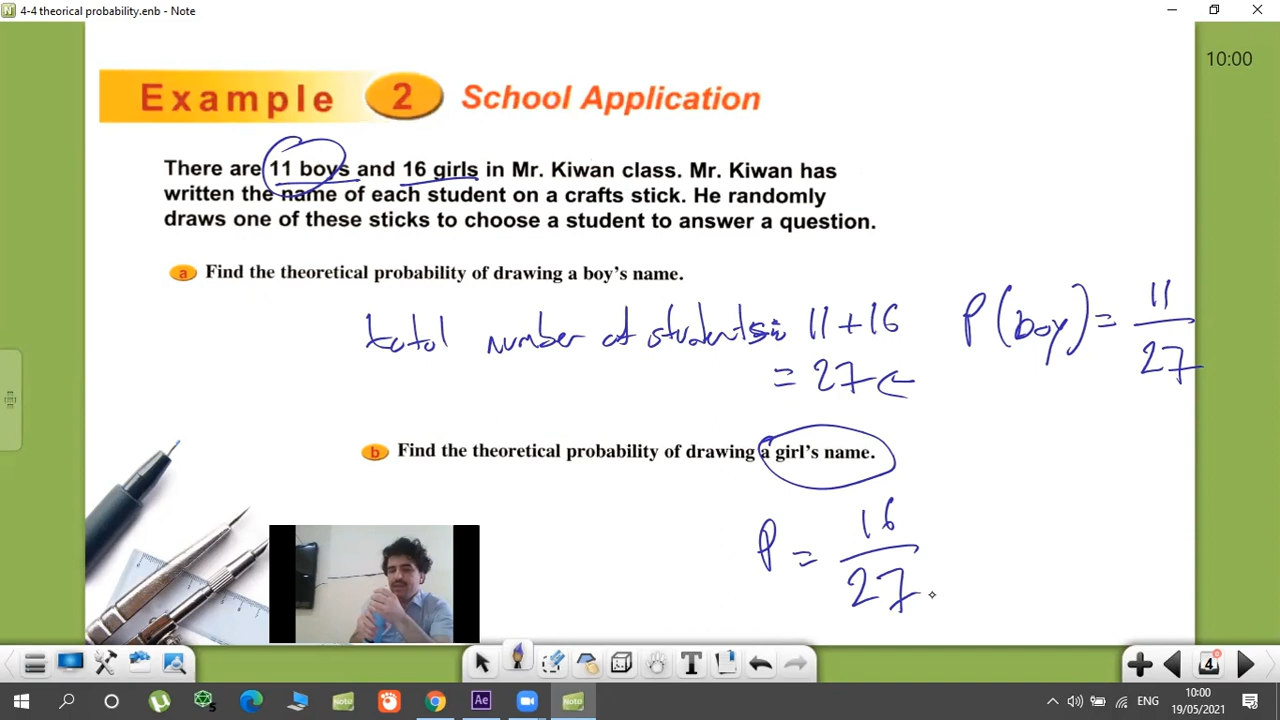 4-4 theorical probability.enb - Note
10:00
Example 2 School Application
There are 11 boys and 16 girls in Mr. Kiwan class. Mr. Kiwan has
written the name of each student on a crafts stick. He randomly
draws one of these sticks to choose a student to answer a question.
a Find the theoretical probability of drawing a boy's name.
total number of students 11+16
= 27
P(boy) = 11
27
b Find the theoretical probability of drawing a girl's name.
P = 16
27
T
4
Note
Ae
Note
ENG
10:00
19/05/2021